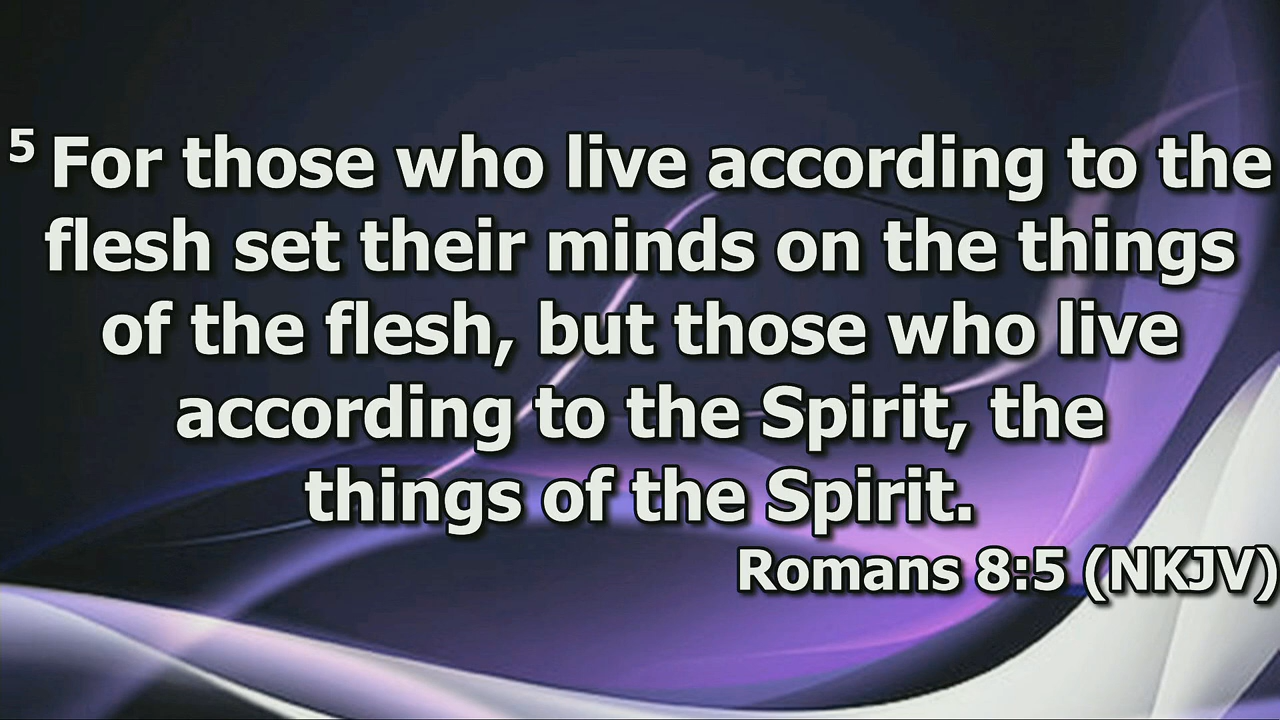 5 For those who live according to the
flesh set their minds on the things
of the flesh, but those who live
according to the Spirit, the
things of the Spirit.
Romans 8:5 (NKJV)